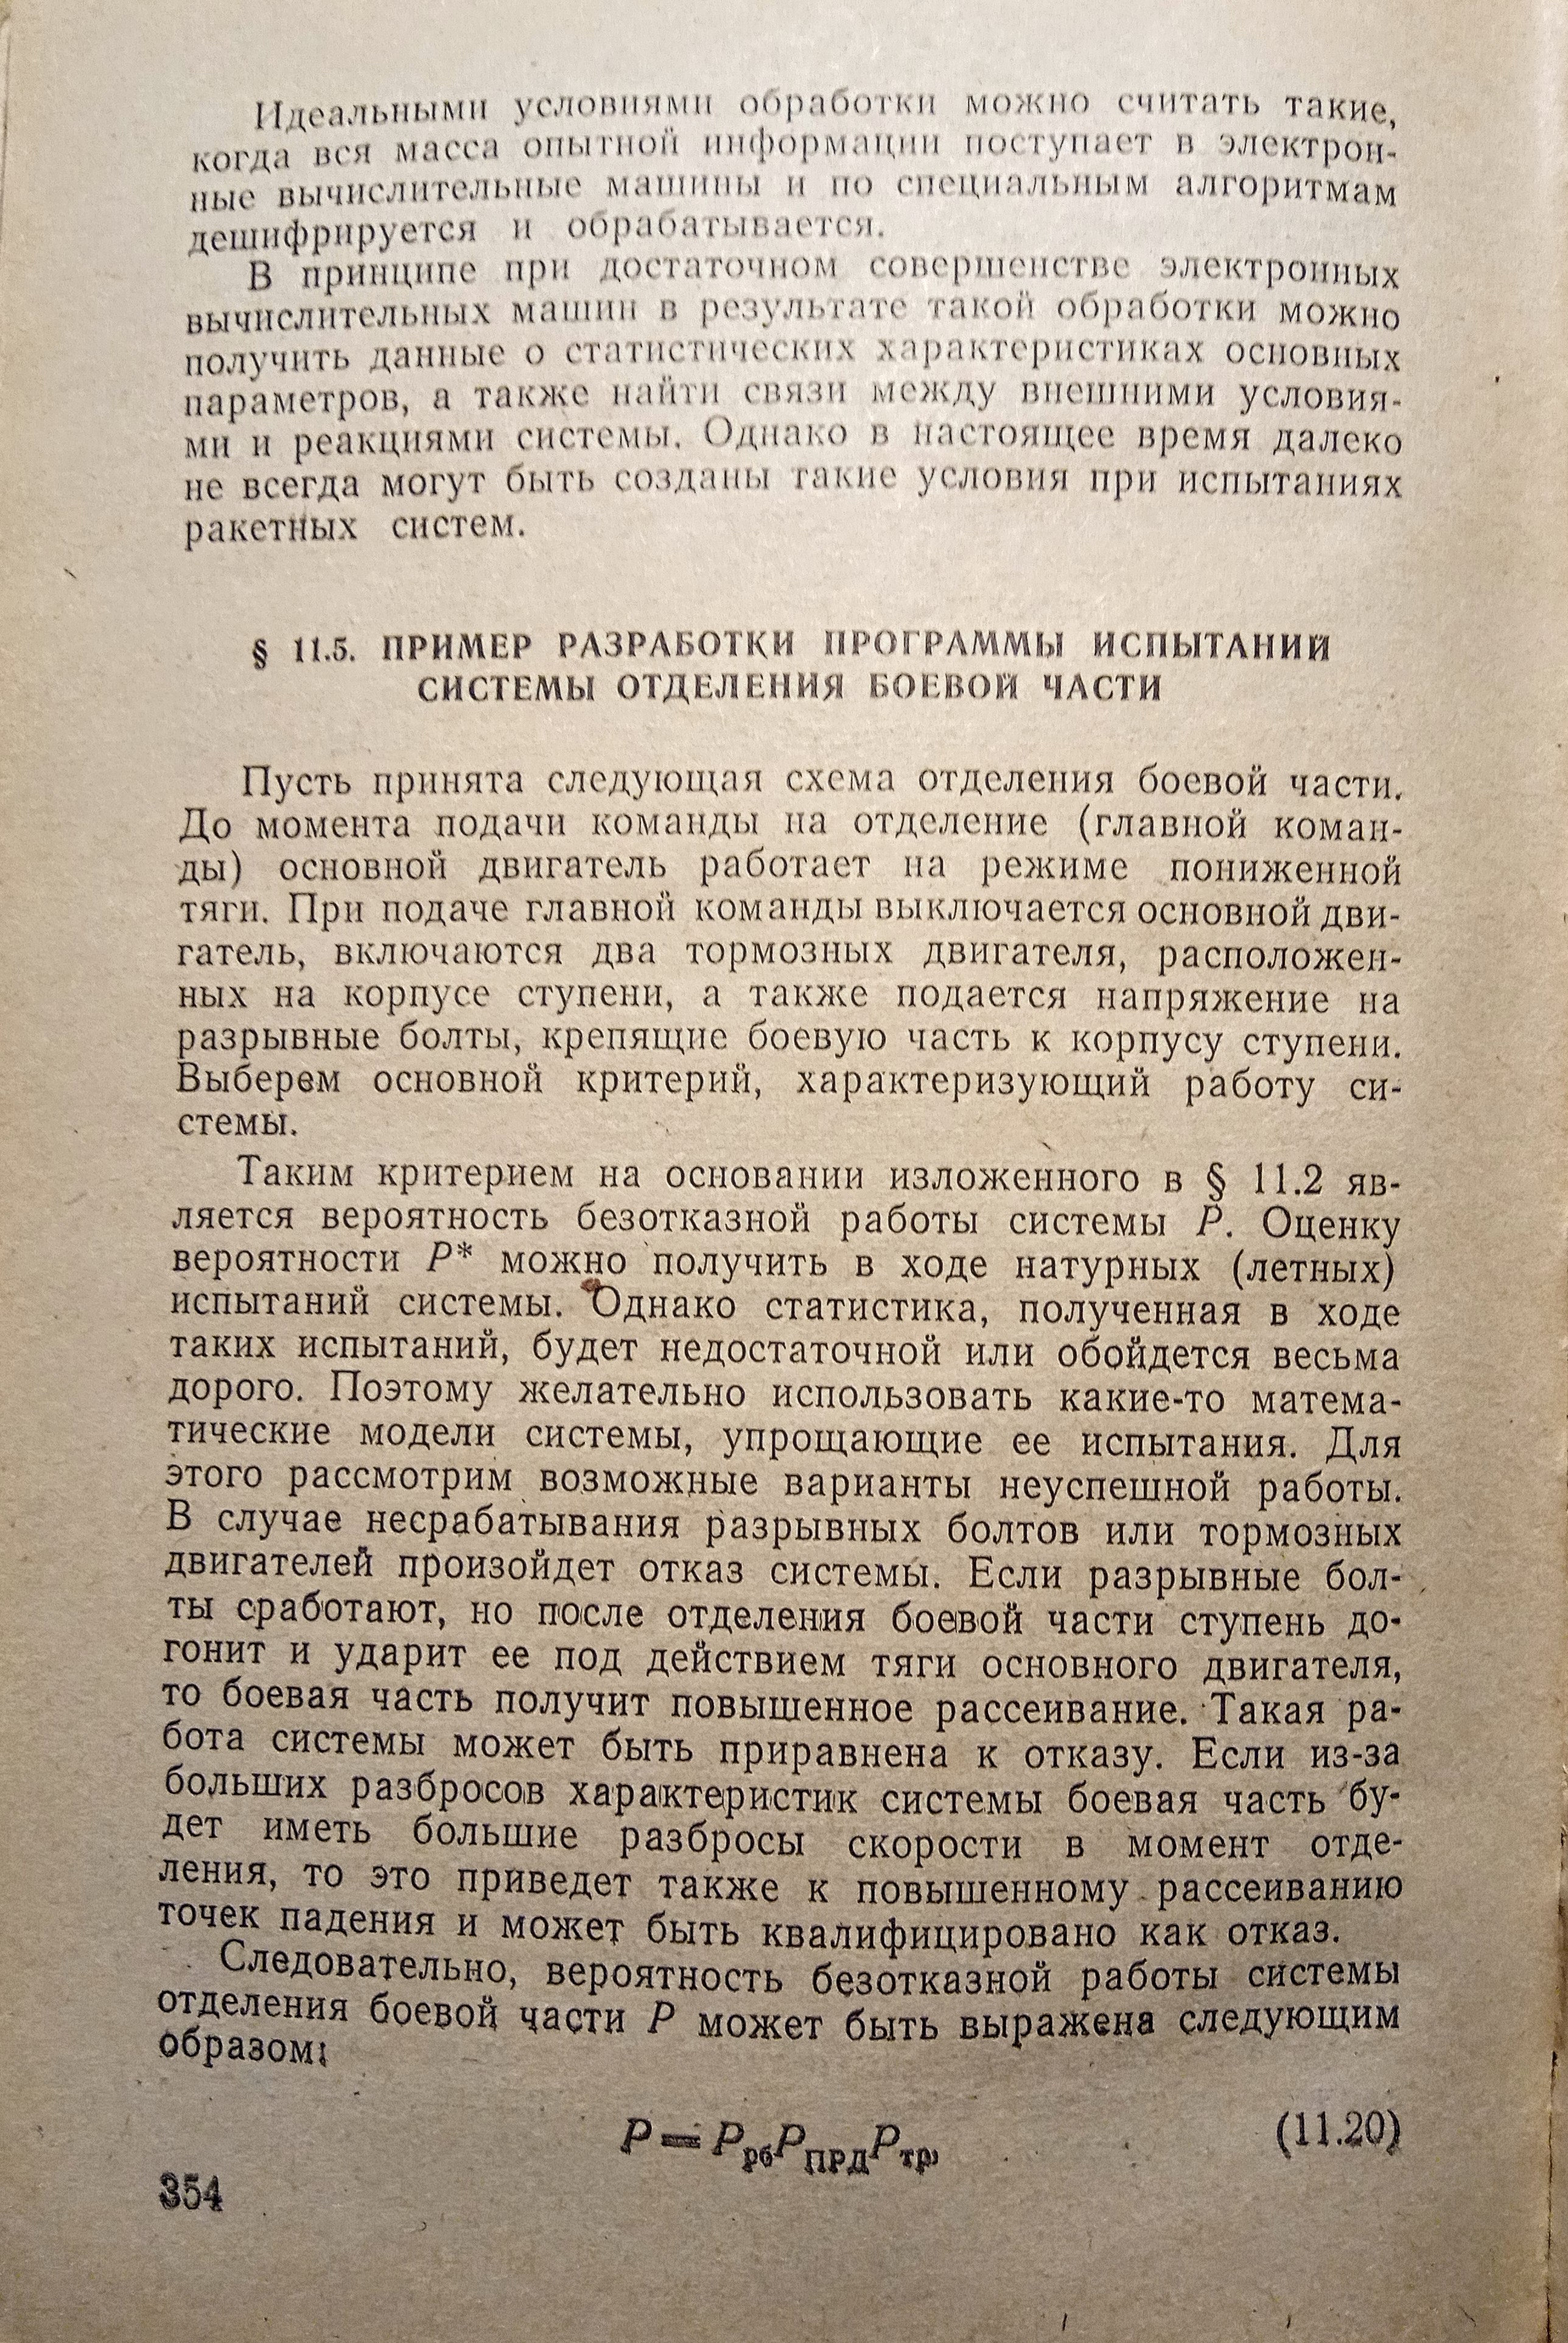 Идеальными условиями обработки можно считать такие,
когда вся масса опытной информации поступает в электрон-
ные вычислительные машины и по специальным алгоритмам
дешифрируется и обрабатывается.
В принципе при достаточном совершенстве электронных
вычислительных машин в результате такой обработки можно
получить данные о статистических характеристиках основных
параметров, а также найти связи между внешними условия-
ми и реакциями системы. Однако в настоящее время далеко
не всегда могут быть созданы такие условия при испытаниях
ракетных систем.
§ 11.5. ПРИМЕР РАЗРАБОТКИ ПРОГРАММЫ ИСПЫТАНИЙ
СИСТЕМЫ ОТДЕЛЕНИЯ БОЕВОЙ ЧАСТИ
Пусть принята следующая схема отделения боевой части.
До момента подачи команды на отделение (главной коман-
ды) основной двигатель работает на режиме пониженной
тяги. При подаче главной команды выключается основной дви-
гатель, включаются два тормозных двигателя, расположен-
ных на корпусе ступени, а также подается напряжение на
разрывные болты, крепящие боевую часть к корпусу ступени.
Выберем основной критерий, характеризующий работу си-
стемы.
Таким критерием на основании изложенного в § 11.2 яв-
ляется вероятность безотказной работы системы P. Оценку
вероятности P* можно получить в ходе натурных (летных)
испытаний системы. Однако статистика, полученная в ходе
таких испытаний, будет недостаточной или обойдется весьма
дорого. Поэтому желательно использовать какие-то матема-
тические модели системы, упрощающие ее испытания. Для
этого рассмотрим возможные варианты неуспешной работы.
В случае несрабатывания разрывных болтов или тормозных
двигателей произойдет отказ системы. Если разрывные бол-
ты сработают, но после отделения боевой части ступень до-
гонит и ударит ее под действием тяги основного двигателя,
то боевая часть получит повышенное рассеивание. Такая ра-
бота системы может быть приравнена к отказу. Если из-за
больших разбросов характеристик системы боевая часть бу-
дет иметь большие разбросы скорости в момент отде-
ления, то это приведет также к повышенному рассеиванию
точек падения и может быть квалифицировано как отказ.
Следовательно, вероятность безотказной работы системы
отделения боевой части P может быть выражена следующим
образом:
P = P_рб P_ПРД P_тр, (11.20)
354